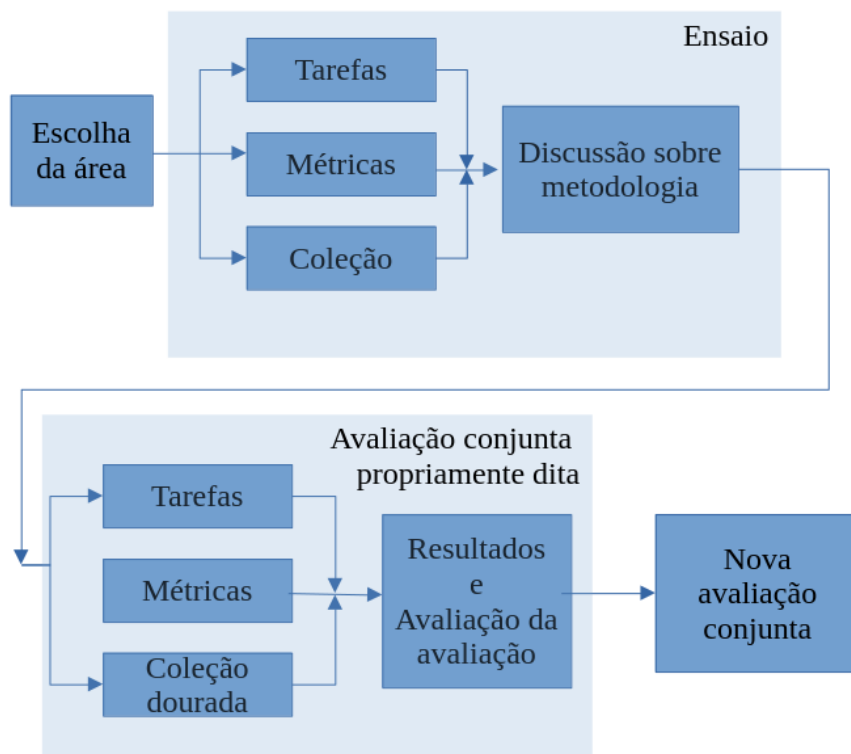 Ensaio
Tarefas
Escolha
da área
Métricas
Discussão sobre
metodologia
Coleção
Avaliação conjunta
propriamente dita
Tarefas
Métricas
Coleção
dourada
Resultados
e
Avaliação da
avaliação
Nova
avaliação
conjunta